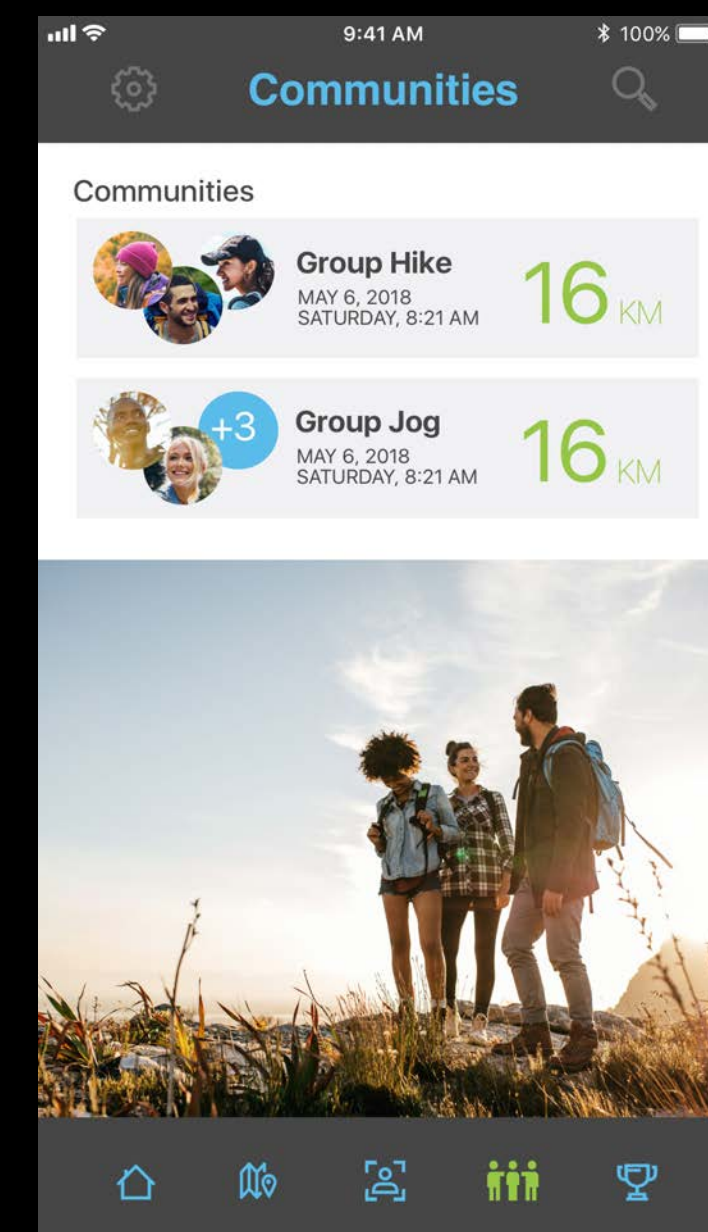 9:41 AM
100%
Communities
Communities
Group Hike
MAY 6, 2018
SATURDAY, 8:21 AM
16 KM
+3
Group Jog
MAY 6, 2018
SATURDAY, 8:21 AM
16 KM